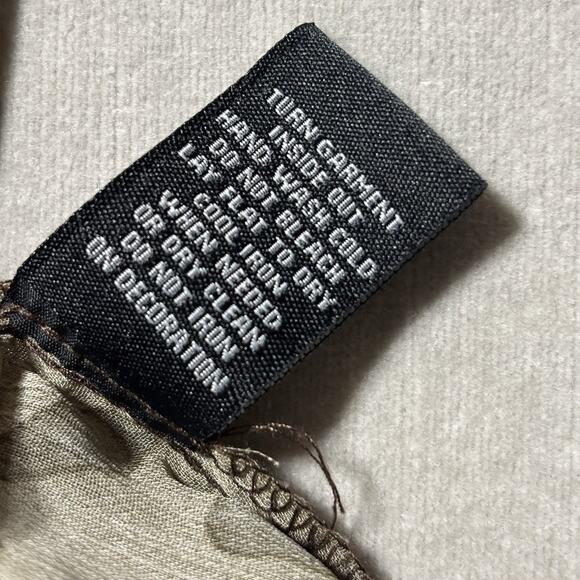 TURN GARMENT
INSIDE OUT
HAND WASH COLD
DO NOT BLEACH
LAY FLAT TO DRY
COOL IRON
WHEN NEEDED
OR DRY CLEAN
DO NOT IRON
ON DECORATION